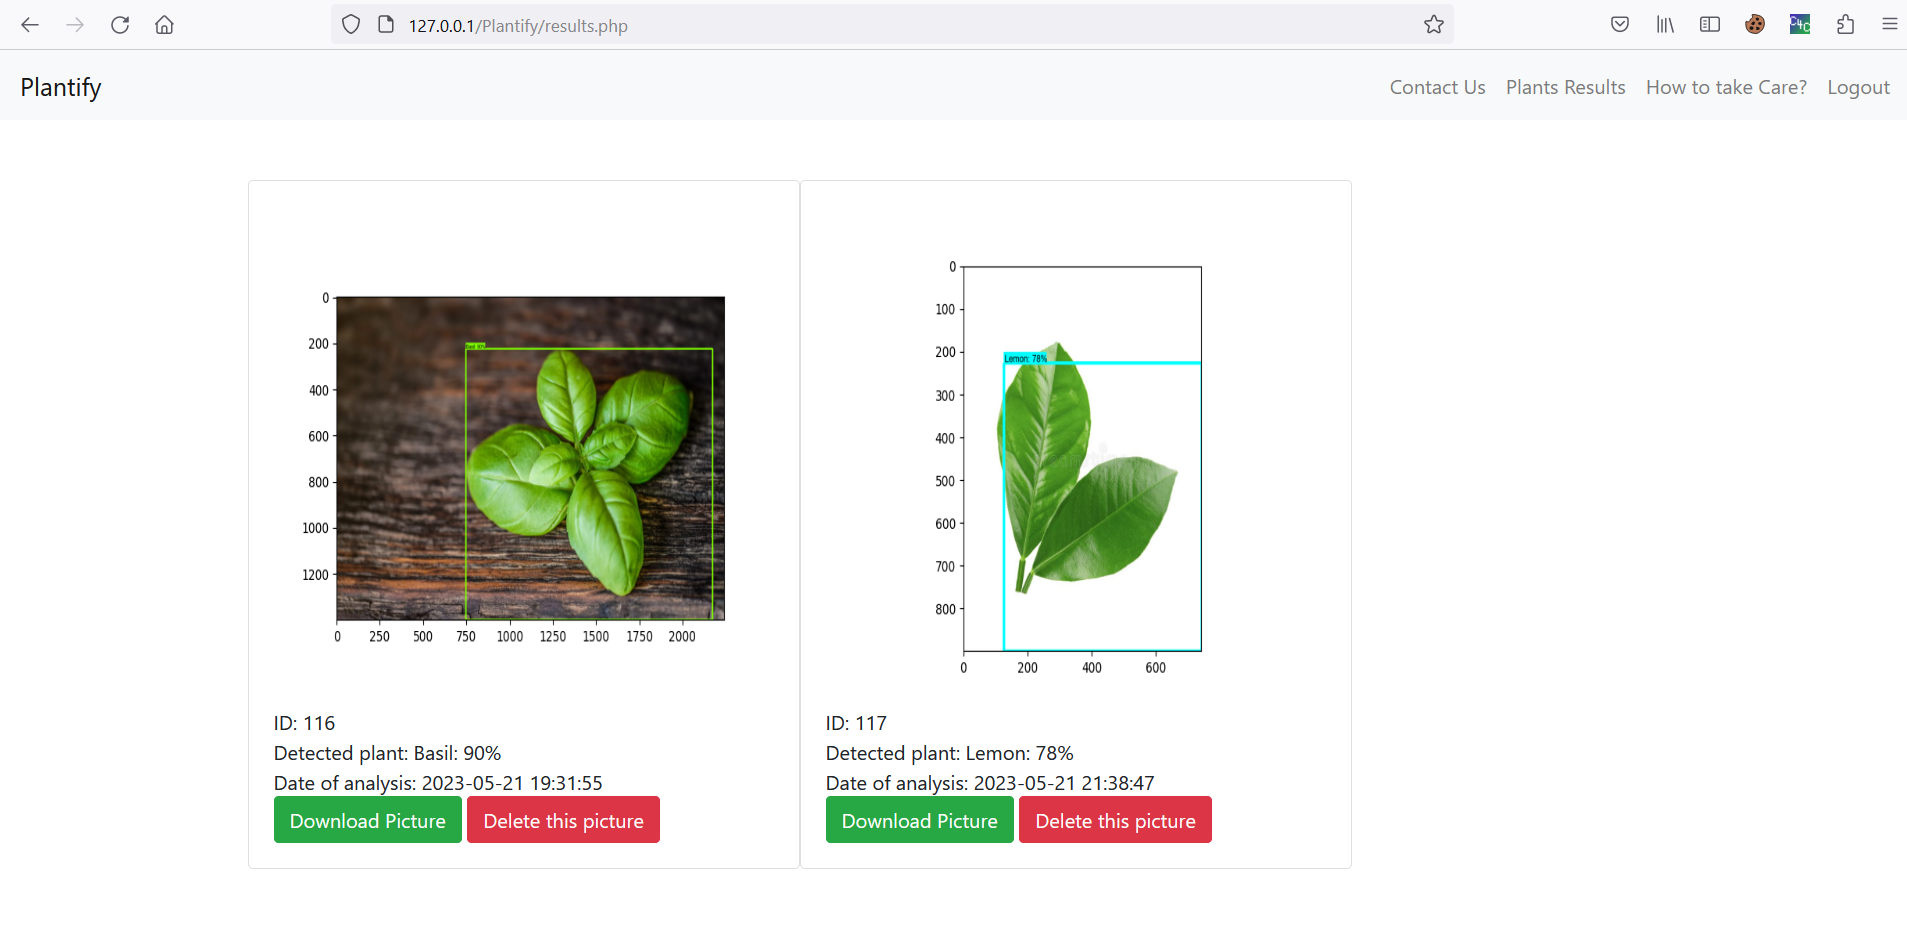 127.0.0.1/Plantify/results.php
Plantify
Contact Us Plants Results How to take Care? Logout
0
200
400
600
800
1000
1200
0 250 500 750 1000 1250 1500 1750 2000
Basil: 90%
ID: 116
Detected plant: Basil: 90%
Date of analysis: 2023-05-21 19:31:55
Download Picture Delete this picture
0
100
200
300
400
500
600
700
800
0 200 400 600
Lemon: 78%
ID: 117
Detected plant: Lemon: 78%
Date of analysis: 2023-05-21 21:38:47
Download Picture Delete this picture